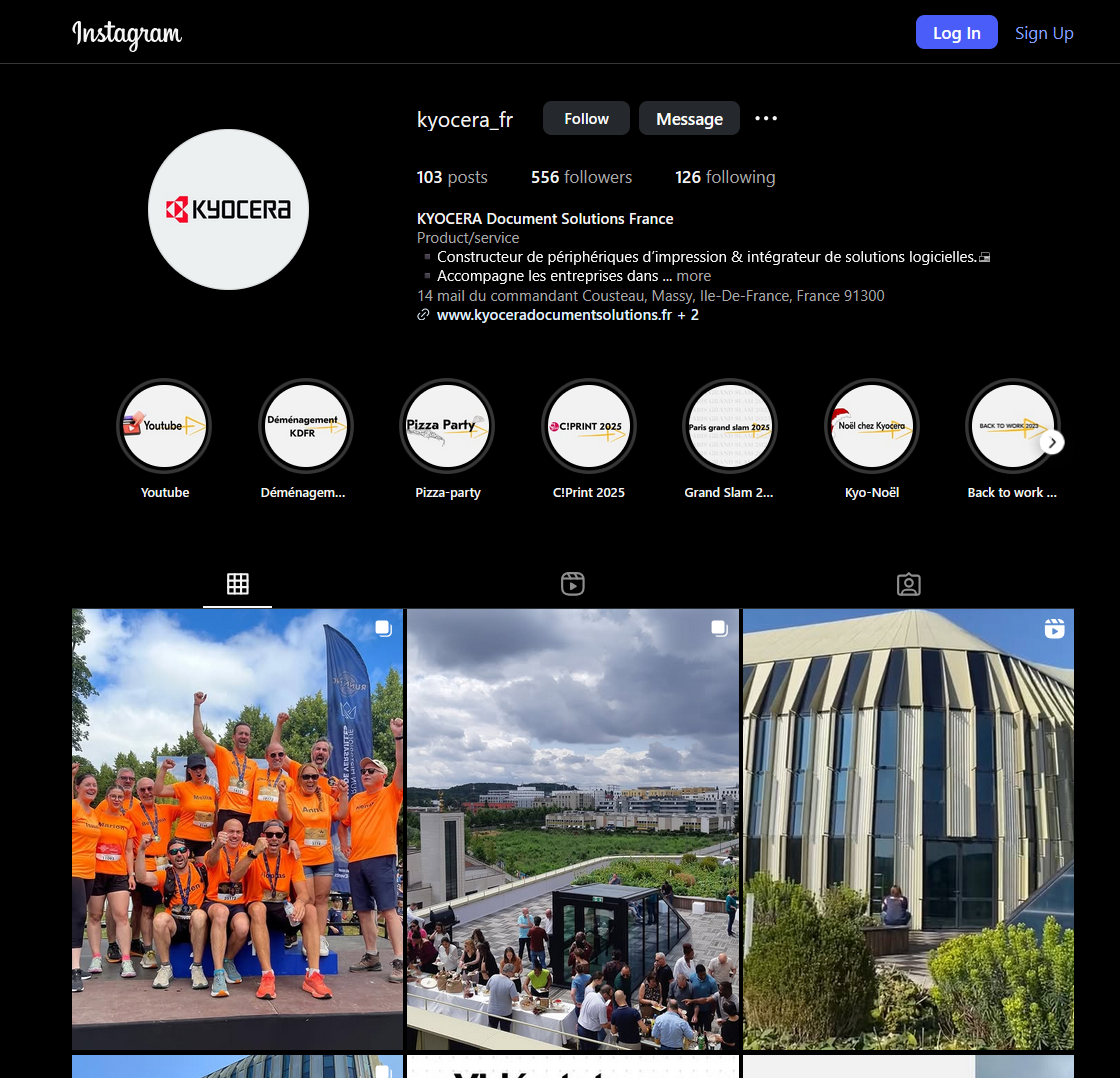 Instagram
Log In
Sign Up
kyocera_fr
Follow
Message
103 posts
556 followers
126 following
KYOCERA
KYOCERA Document Solutions France
Product/service
Constructeur de périphériques d’impression & intégrateur de solutions logicielles.
Accompagne les entreprises dans ... more
14 mail du commandant Cousteau, Massy, Ile-De-France, France 91300
www.kyoceradocumentsolutions.fr + 2
Youtube
Déménagement
KDFR
Pizza Party
C!PRINT 2025
Paris grand slam 2025
Noël chez Kyocera
BACK TO WORK 2023
Youtube
Déménagem...
Pizza-party
C!Print 2025
Grand Slam 2...
Kyo-Noël
Back to work ...
DE VERSAILLES
Marion
Anne